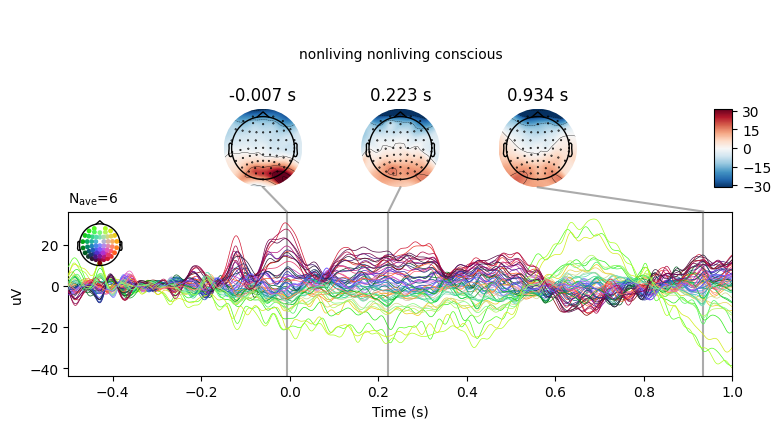 nonliving nonliving conscious
-0.007 s 0.223 s 0.934 s
30
15
0
−15
−30
Nave=6
20
0
−20
−40
uV
−0.4 −0.2 0.0 0.2 0.4 0.6 0.8 1.0
Time (s)